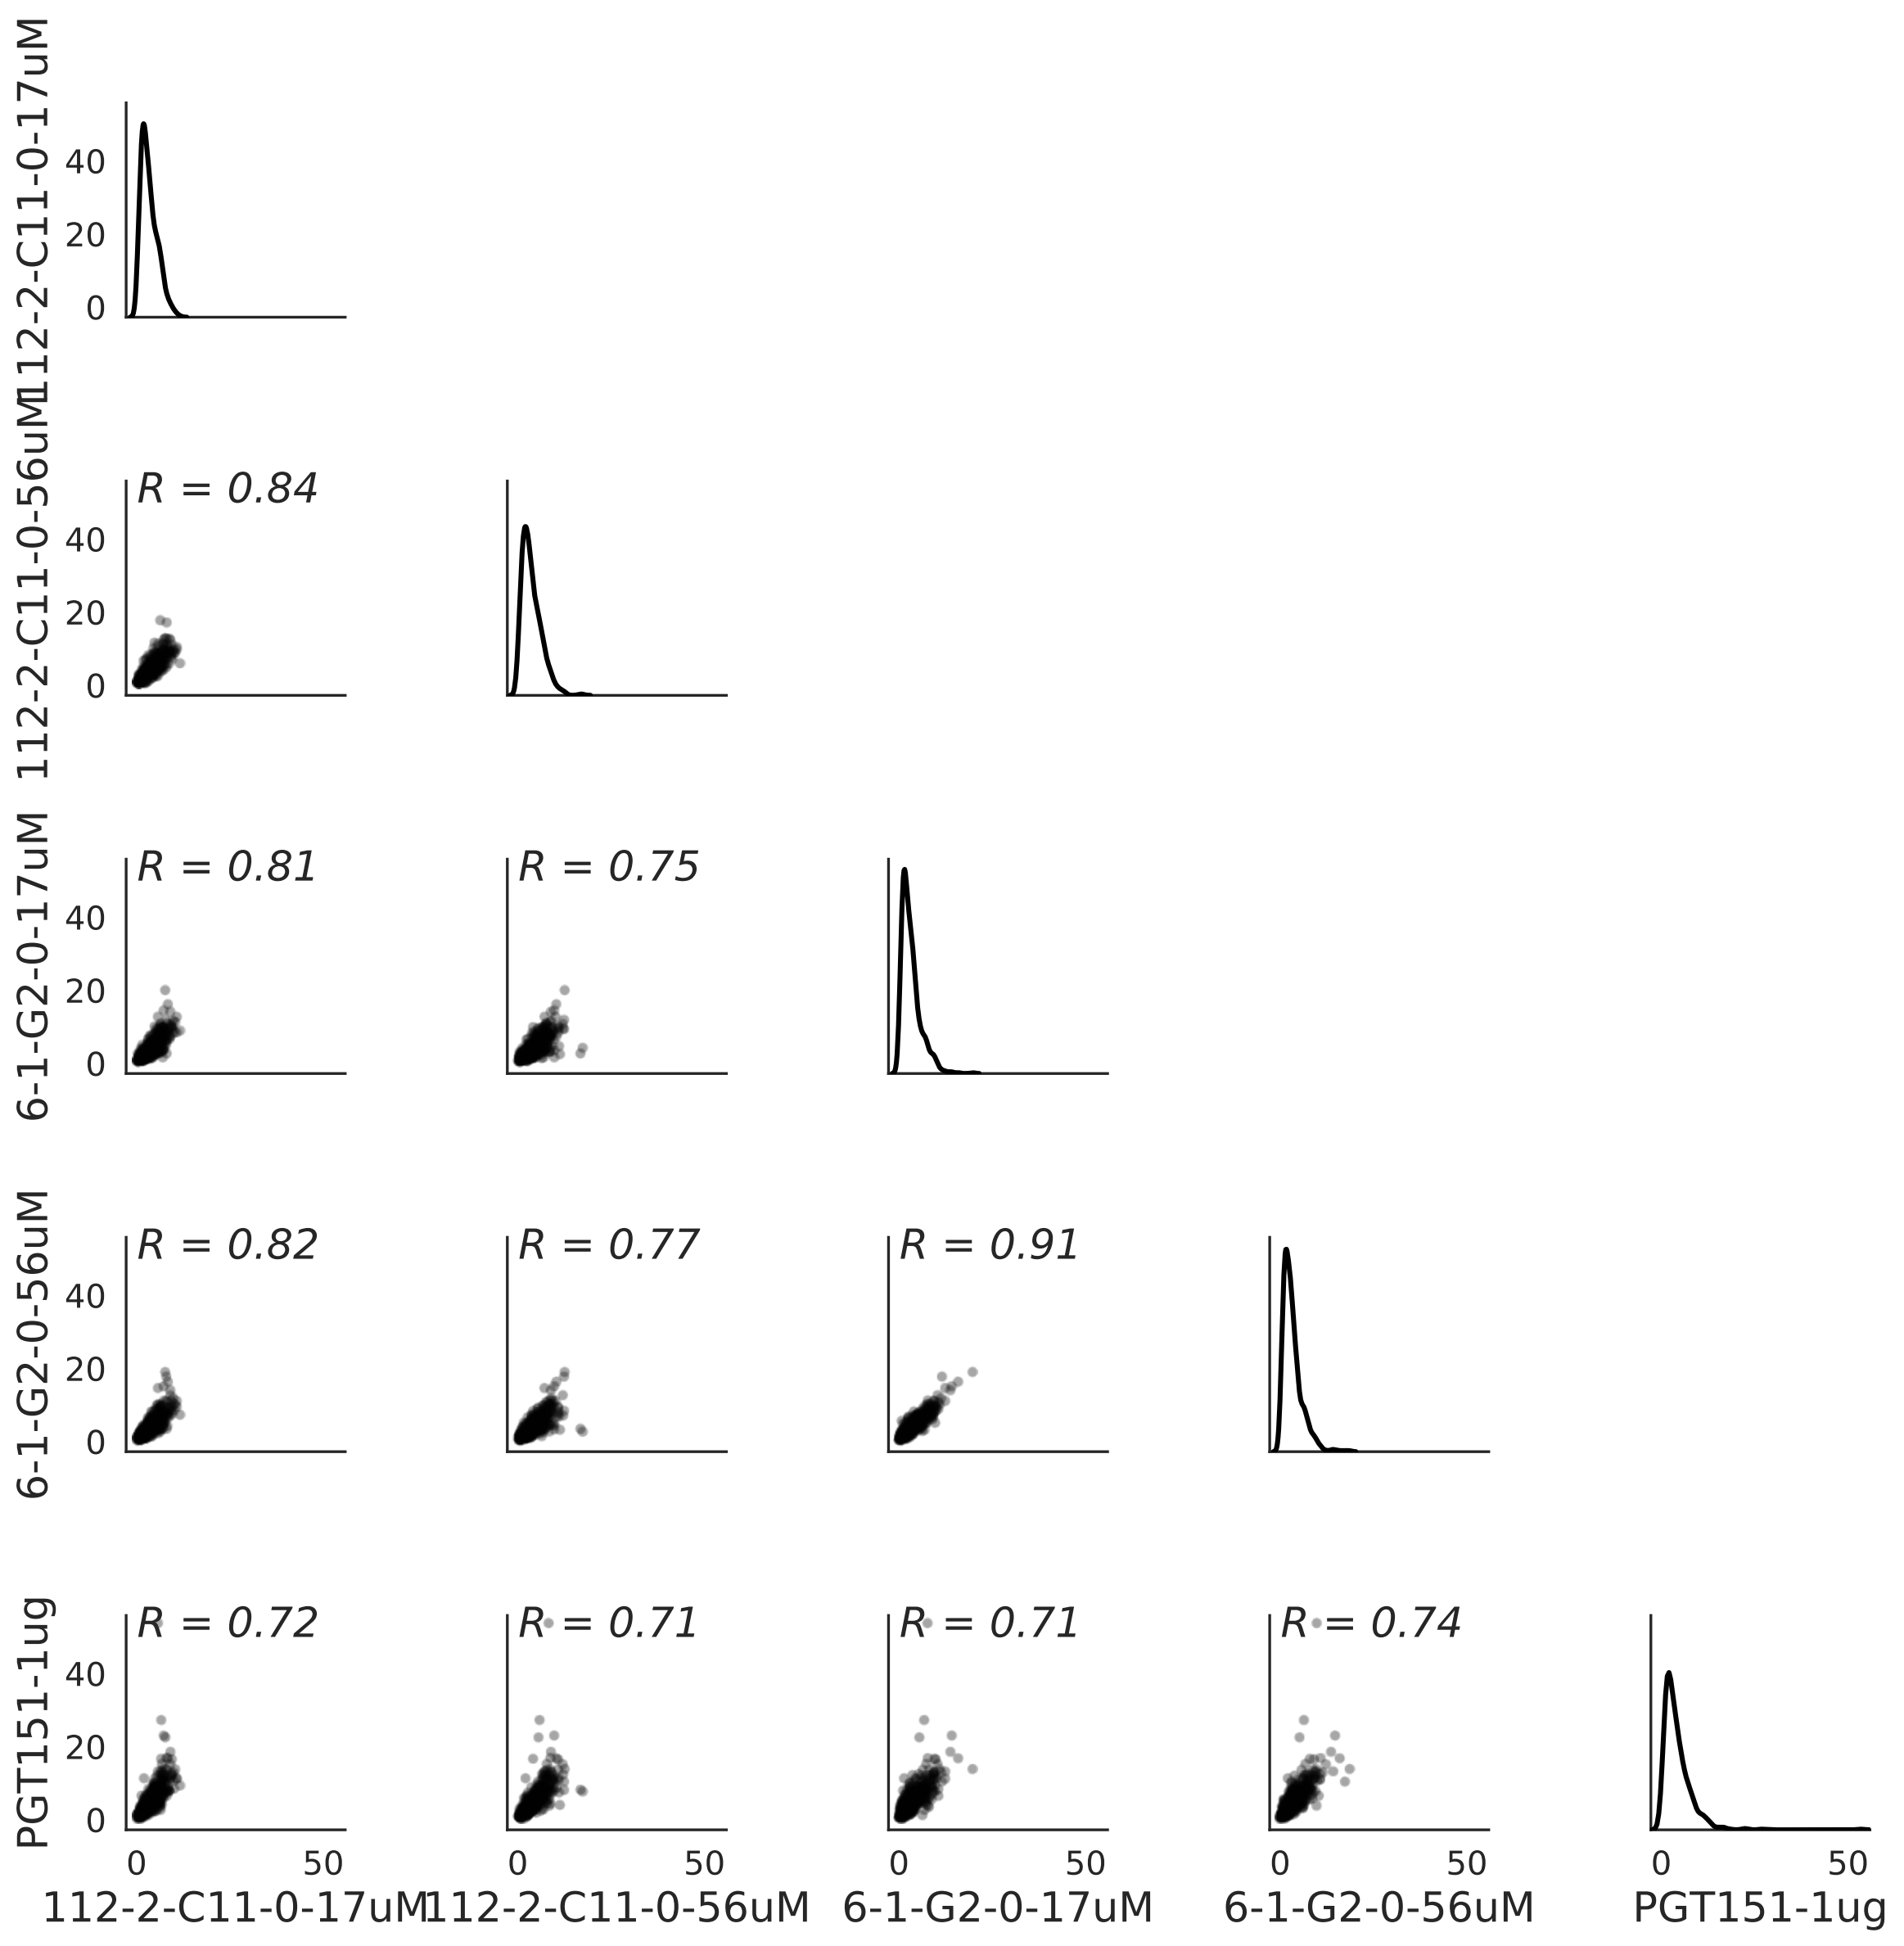 112-2-C11-0-17uM
40
20
0
112-2-C11-0-56uM
R = 0.84
40
20
0
6-1-G2-0-17uM
R = 0.81
R = 0.75
40
20
0
6-1-G2-0-56uM
R = 0.82
R = 0.77
R = 0.91
40
20
0
PGT151-1ug
R = 0.72
R = 0.71
R = 0.71
R = 0.74
40
20
0
0 50
0 50
0 50
0 50
0 50
112-2-C11-0-17uM
112-2-C11-0-56uM
6-1-G2-0-17uM
6-1-G2-0-56uM
PGT151-1ug